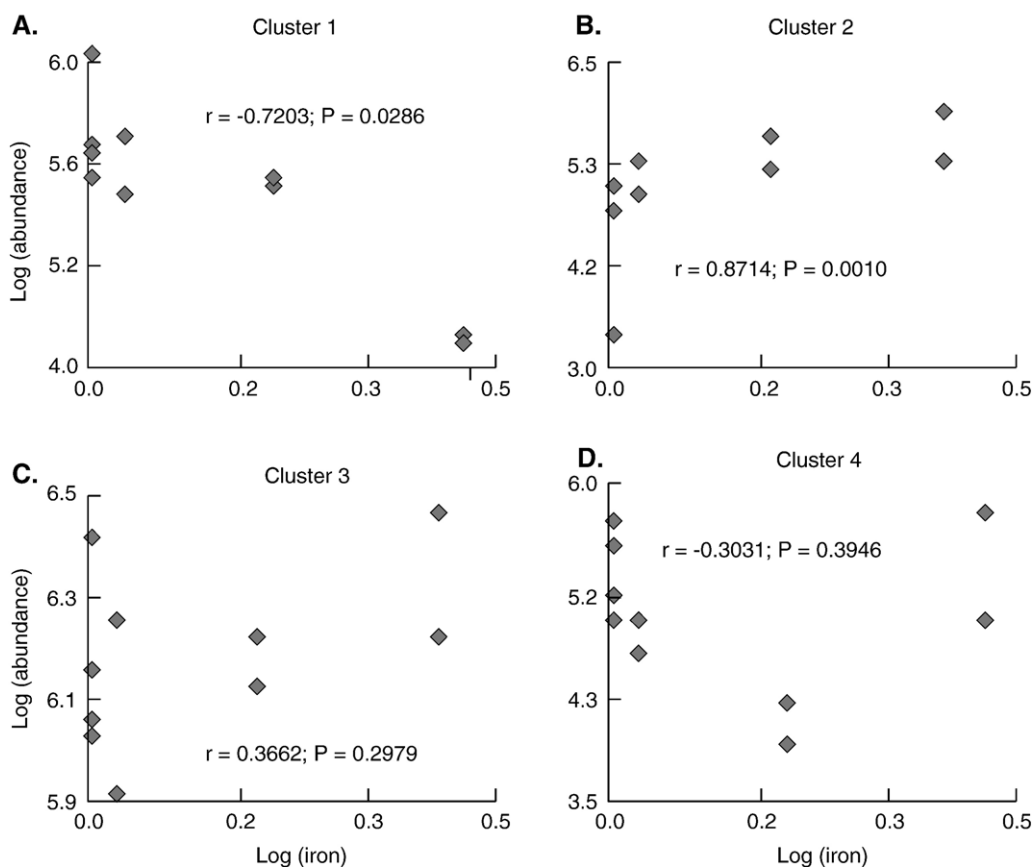 A.
Cluster 1
6.0
5.6
5.2
4.0
Log (abundance)
r = -0.7203; P = 0.0286
0.0
0.2
0.3
0.5
B.
Cluster 2
6.5
5.3
4.2
3.0
r = 0.8714; P = 0.0010
0.0
0.2
0.3
0.5
C.
Cluster 3
6.5
6.3
6.1
5.9
Log (abundance)
r = 0.3662; P = 0.2979
0.0
0.2
0.3
0.5
Log (iron)
D.
Cluster 4
6.0
5.2
4.3
3.5
r = -0.3031; P = 0.3946
0.0
0.2
0.3
0.5
Log (iron)